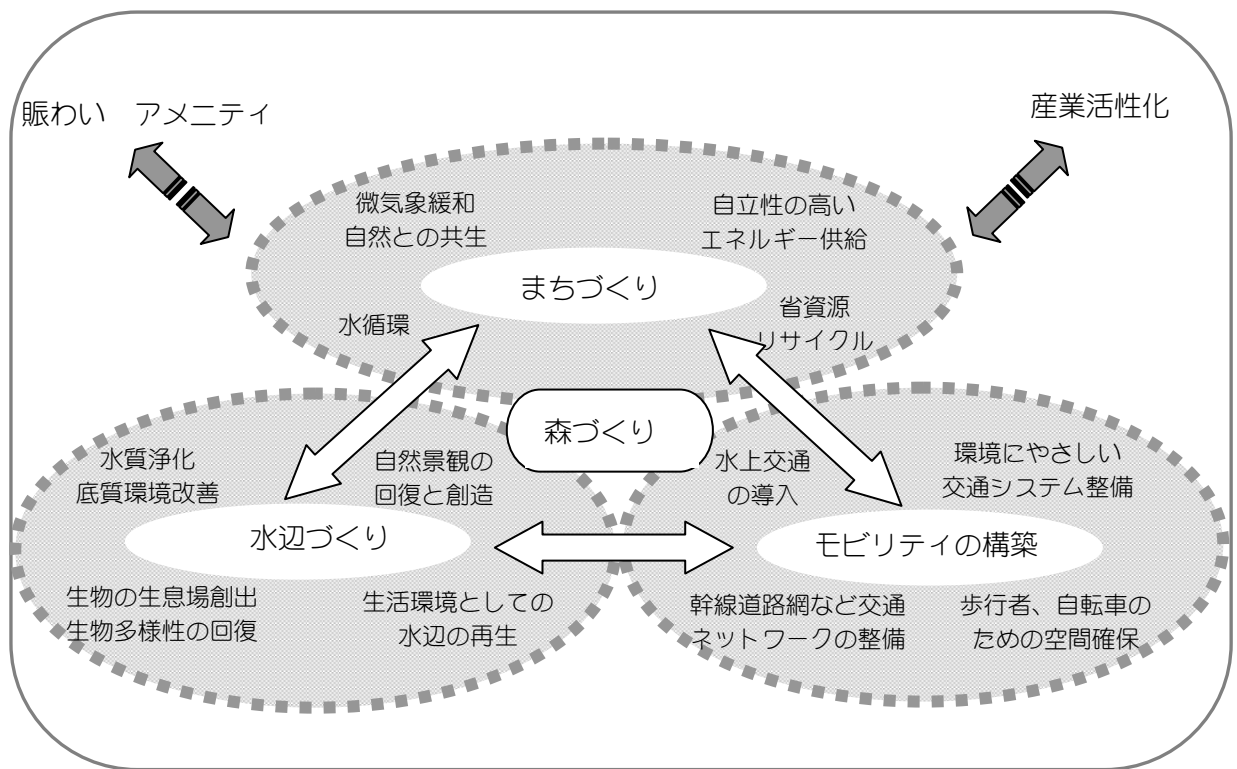 賑わい　アメニティ
産業活性化
微気象緩和
自然との共生
自立性の高い
エネルギー供給
まちづくり
水循環
省資源
リサイクル
森づくり
水質浄化
底質環境改善
自然景観の
回復と創造
水辺づくり
生物の生息場創出
生物多様性の回復
生活環境としての
水辺の再生
水上交通
の導入
環境にやさしい
交通システム整備
モビリティの構築
幹線道路網など交通
ネットワークの整備
歩行者、自転車の
ための空間確保